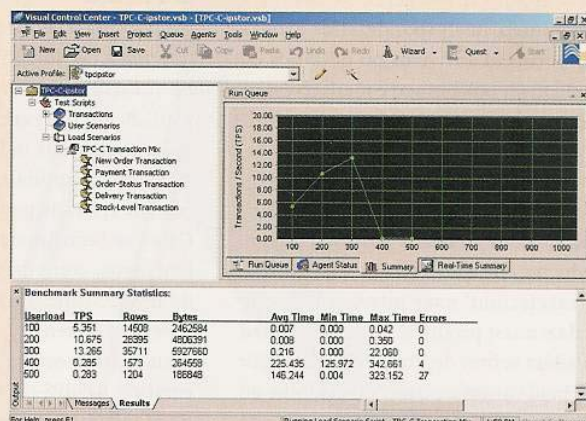 Visual Control Center - TPC-C-ipstor.vsb - [TPC-C-ipstor.vsb]
File Edit View Insert Project Queue Agents Tools Window Help
New Open Save Cut Copy Paste Undo Redo Wizard Quest Start
Active Profile: tpcipstor
TPC-C-ipstor
Test Scripts
Transactions
User Scenarios
Load Scenarios
TPC-C Transaction Mix
New Order Transaction
Payment Transaction
Order-Status Transaction
Delivery Transaction
Stock-Level Transaction
Run Queue
Transactions / Second (TPS)
20.00
18.00
16.00
14.00
12.00
10.00
8.00
6.00
4.00
2.00
0.00
100 200 300 400 500 600 700 800 900 1000
Run Queue Agent Status Summary Real-Time Summary
Benchmark Summary Statistics:
Userload TPS Rows Bytes Avg Time Min Time Max Time Errors
100 5.351 14508 2462584 0.007 0.000 0.042 0
200 10.675 28395 4806391 0.008 0.000 0.350 0
300 13.265 35711 5927660 0.216 0.000 22.060 0
400 0.285 1573 264558 225.435 125.972 342.661 4
500 0.283 1204 186848 146.244 0.004 323.152 27
Output
Messages Results
For Help, press F1
Running Load Scenario Script - TPC-C Transaction Mix